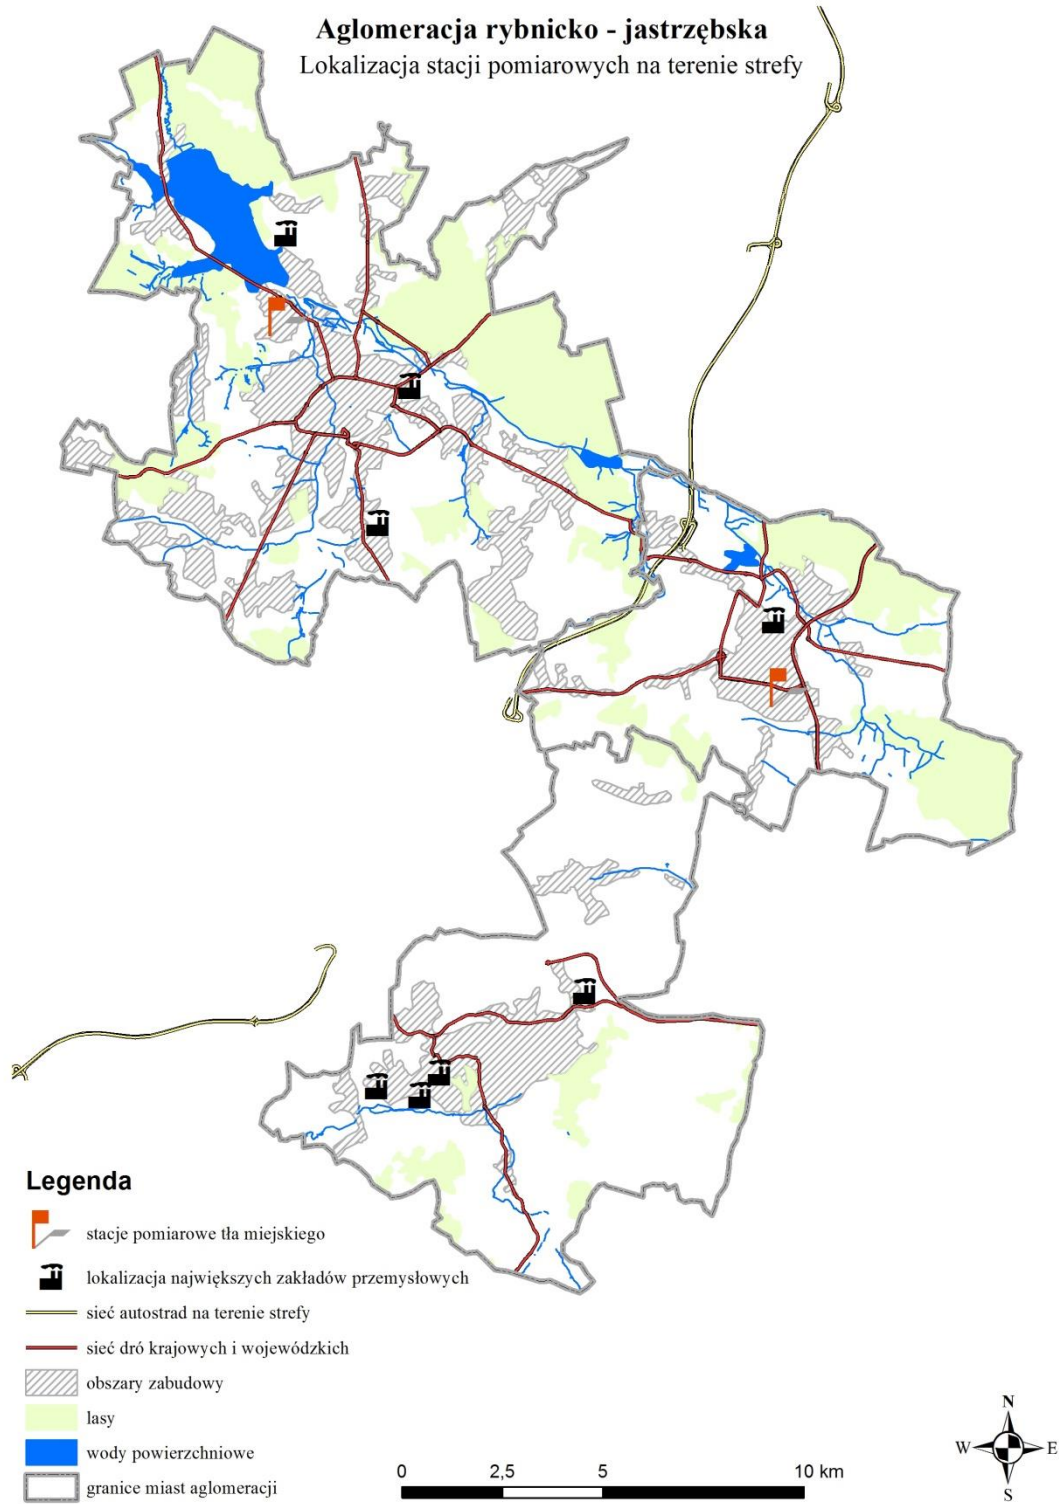 Aglomeracja rybnicko - jastrzębska
Lokalizacja stacji pomiarowych na terenie strefy
Legenda
stacje pomiarowe tła miejskiego
lokalizacja największych zakładów przemysłowych
sieć autostrad na terenie strefy
sieć dró krajowych i wojewódzkich
obszary zabudowy
lasy
wody powierzchniowe
granice miast aglomeracji
0 2,5 5 10 km
N
W E
S